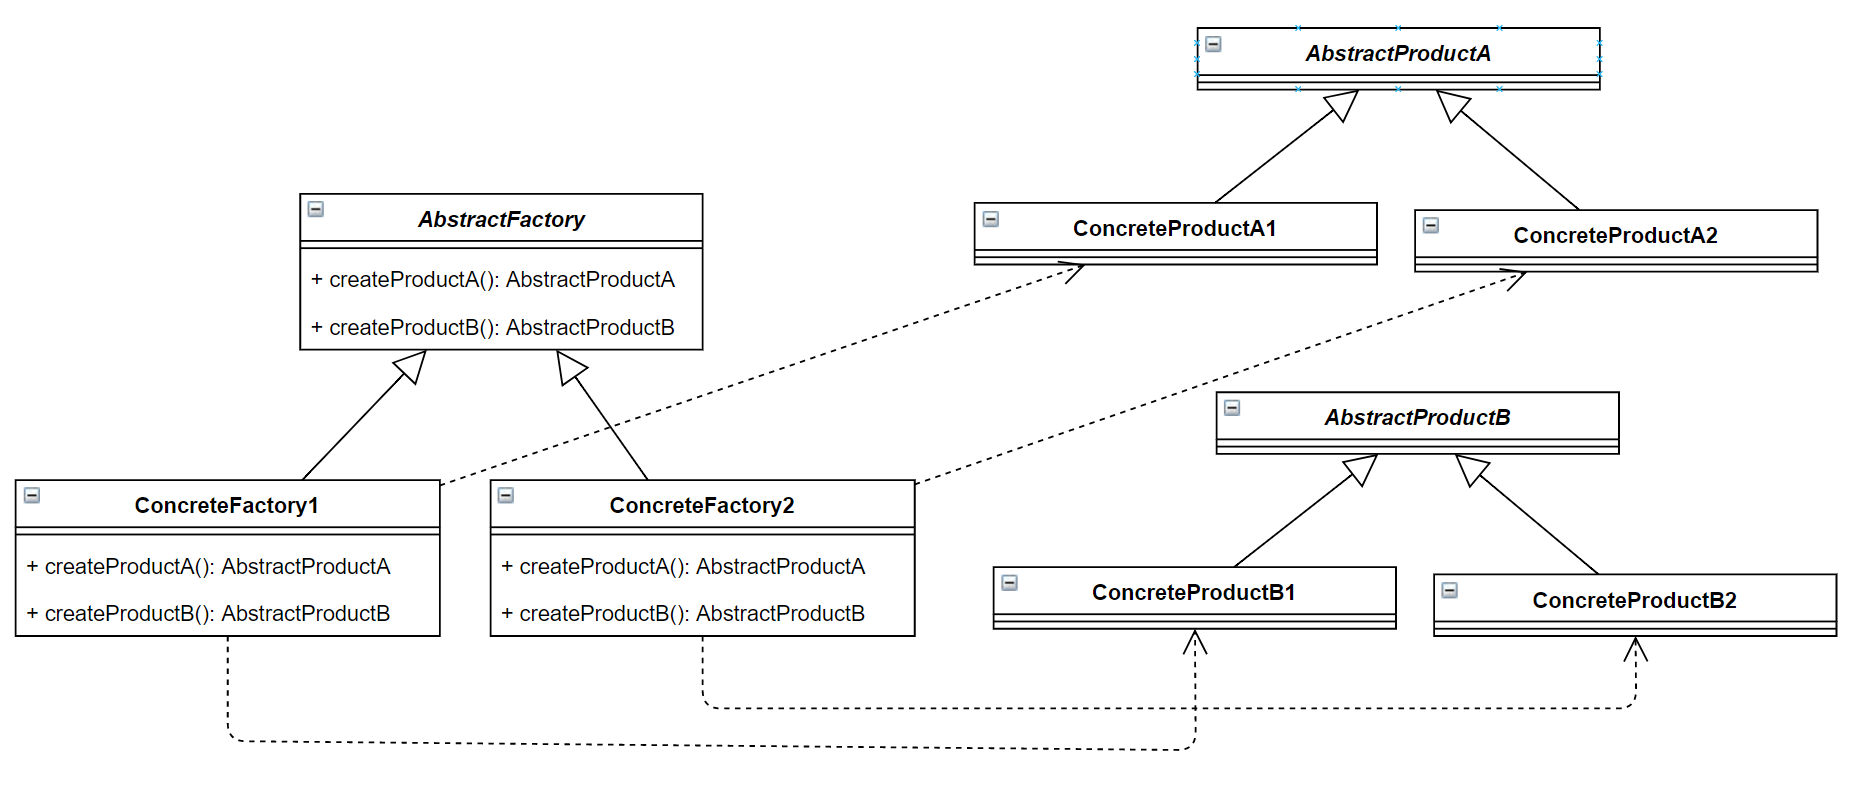 AbstractProductA
AbstractFactory
+ createProductA(): AbstractProductA
+ createProductB(): AbstractProductB
ConcreteProductA1
ConcreteProductA2
AbstractProductB
ConcreteFactory1
+ createProductA(): AbstractProductA
+ createProductB(): AbstractProductB
ConcreteFactory2
+ createProductA(): AbstractProductA
+ createProductB(): AbstractProductB
ConcreteProductB1
ConcreteProductB2